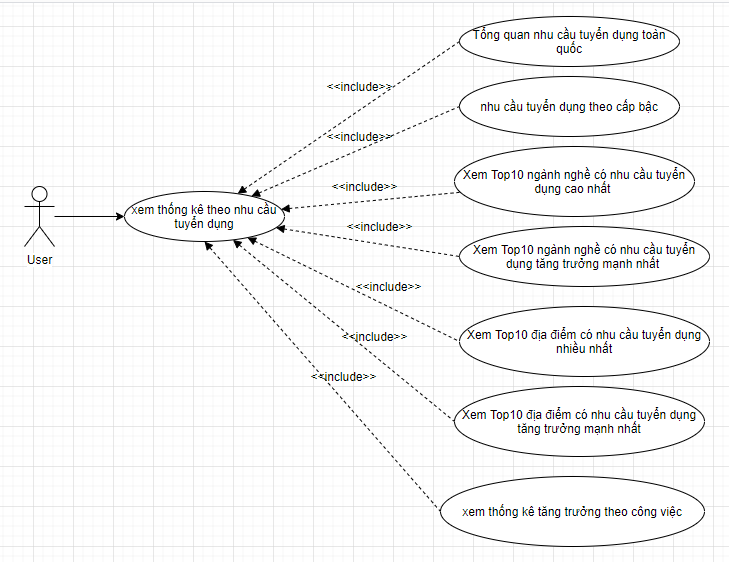 Tổng quan nhu cầu tuyển dụng toàn
quốc
<<include>>
nhu cầu tuyển dụng theo cấp bậc
<<include>>
Xem Top10 ngành nghề có nhu cầu tuyển
dụng cao nhất
<<include>>
xem thống kê theo nhu cầu
tuyển dụng
<<include>>
Xem Top10 ngành nghề có nhu cầu tuyển
dụng tăng trưởng mạnh nhất
User
<<include>>
Xem Top10 địa điểm có nhu cầu tuyển dụng
nhiều nhất
<<include>>
<<include>>
Xem Top10 địa điểm có nhu cầu tuyển dụng
tăng trưởng mạnh nhất
xem thống kê tăng trưởng theo công việc